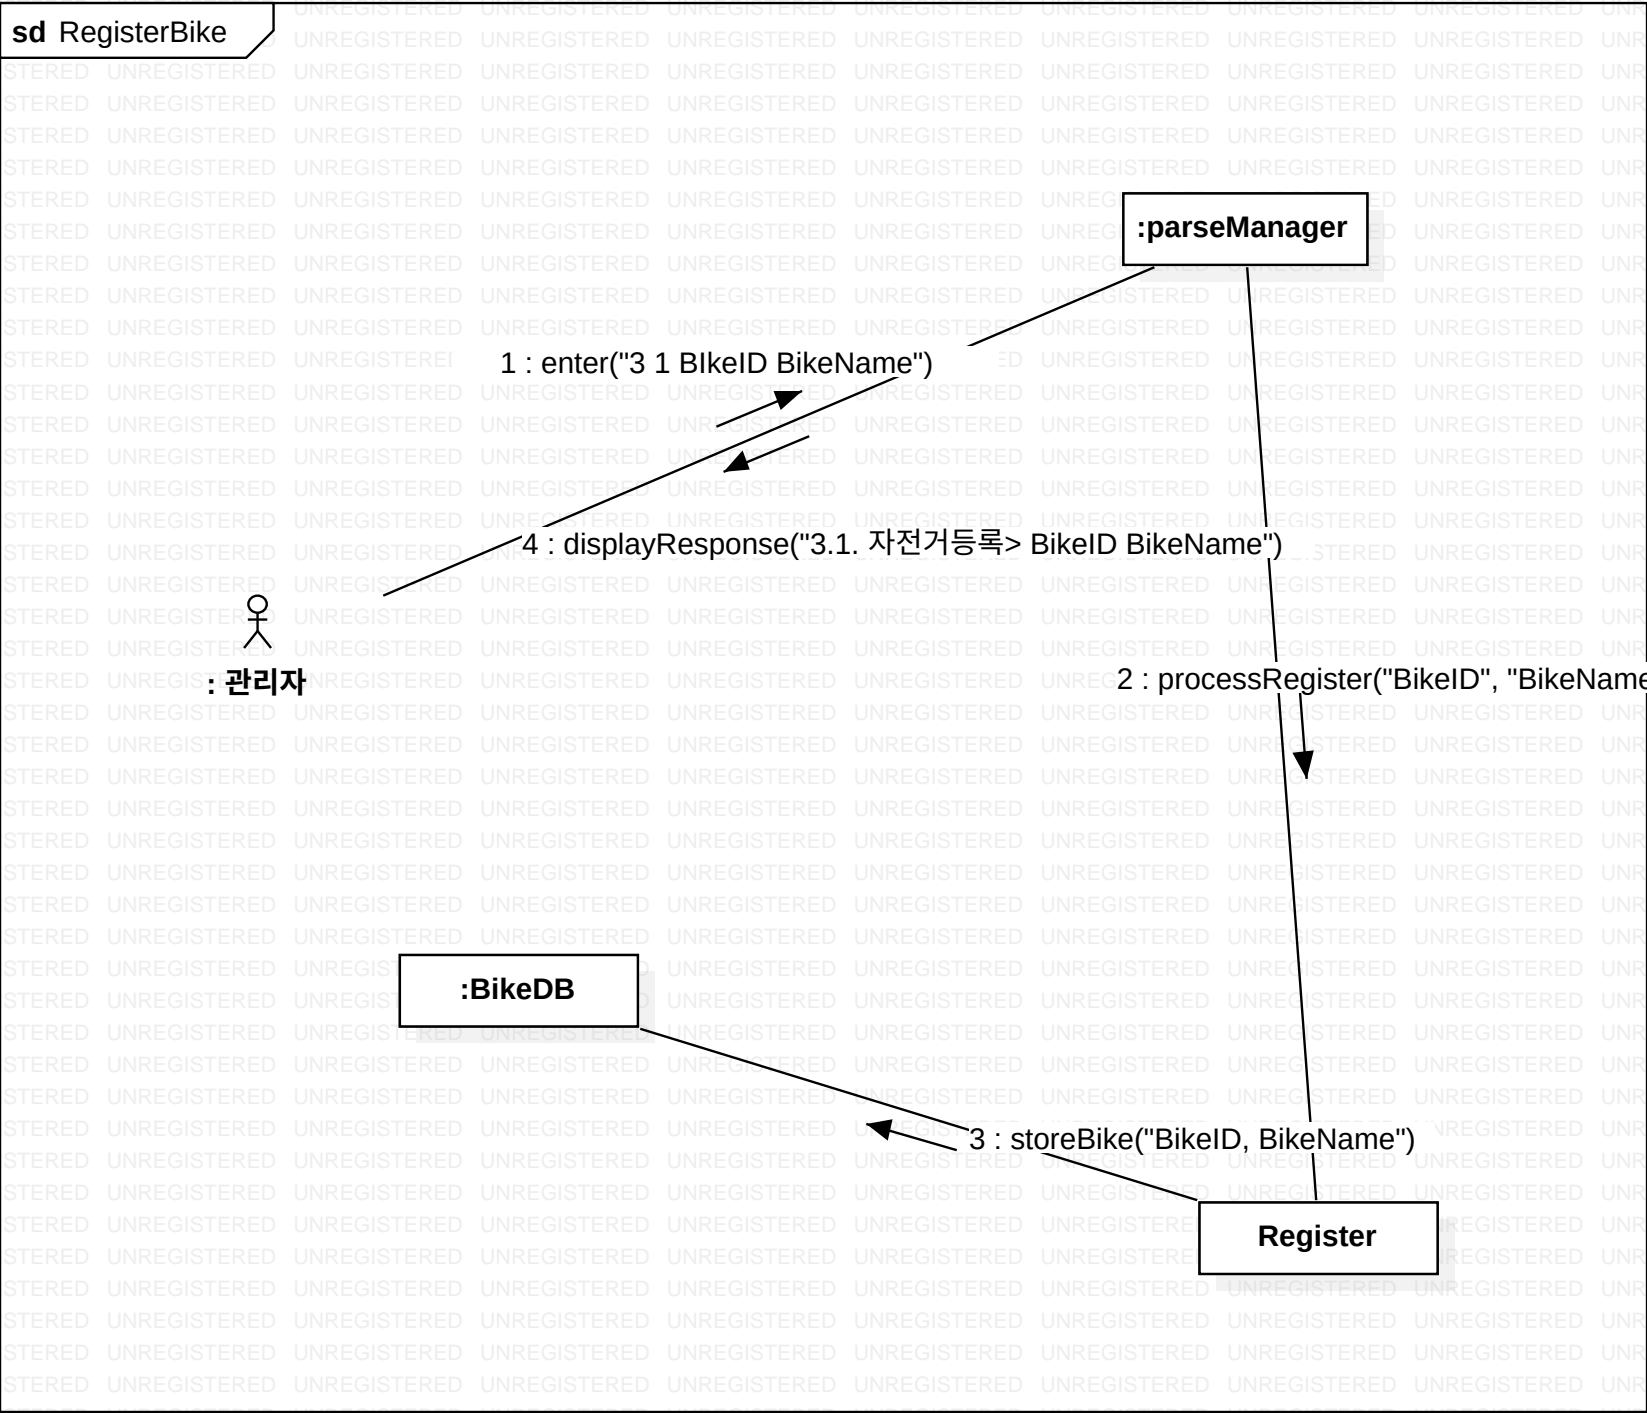 sd RegisterBike
:parseManager
1 : enter("3 1 BIkeID BikeName")
4 : displayResponse("3.1. 자전거등록> BikeID BikeName")
: 관리자
2 : processRegister("BikeID", "BikeName
:BikeDB
3 : storeBike("BikeID, BikeName")
Register
UNREGISTERED